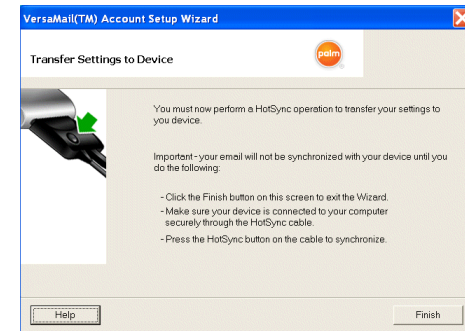 VersaMail(TM) Account Setup Wizard
Transfer Settings to Device
palm
You must now perform a HotSync operation to transfer your settings to
you device.
Important - your email will not be synchronized with your device until you
do the following:
- Click the Finish button on this screen to exit the Wizard.
- Make sure your device is connected to your computer
securely through the HotSync cable.
- Press the HotSync button on the cable to synchronize.
Help
Finish